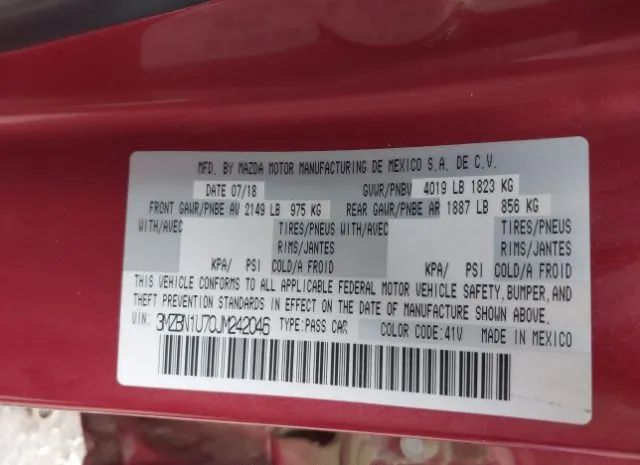 MFD. BY MAZDA MOTOR MANUFACTURING DE MEXICO S.A. DE C.V.
DATE 07/18 GVWR/PNBV 4019 LB 1823 KG
FRONT GAWR/PNBE AV 2149 LB 975 KG REAR GAWR/PNBE AR 1887 LB 856 KG
WITH/AVEC TIRES/PNEUS WITH/AVEC TIRES/PNEUS
RIMS/JANTES RIMS/JANTES
KPA/ PSI COLD/A FROID KPA/ PSI COLD/A FROID
THIS VEHICLE CONFORMS TO ALL APPLICABLE FEDERAL MOTOR VEHICLE SAFETY, BUMPER, AND
THEFT PREVENTION STANDARDS IN EFFECT ON THE DATE OF MANUFACTURE SHOWN ABOVE.
VIN: 3MZBN1U70JM242046 TYPE:PASS CAR COLOR CODE:41V MADE IN MEXICO